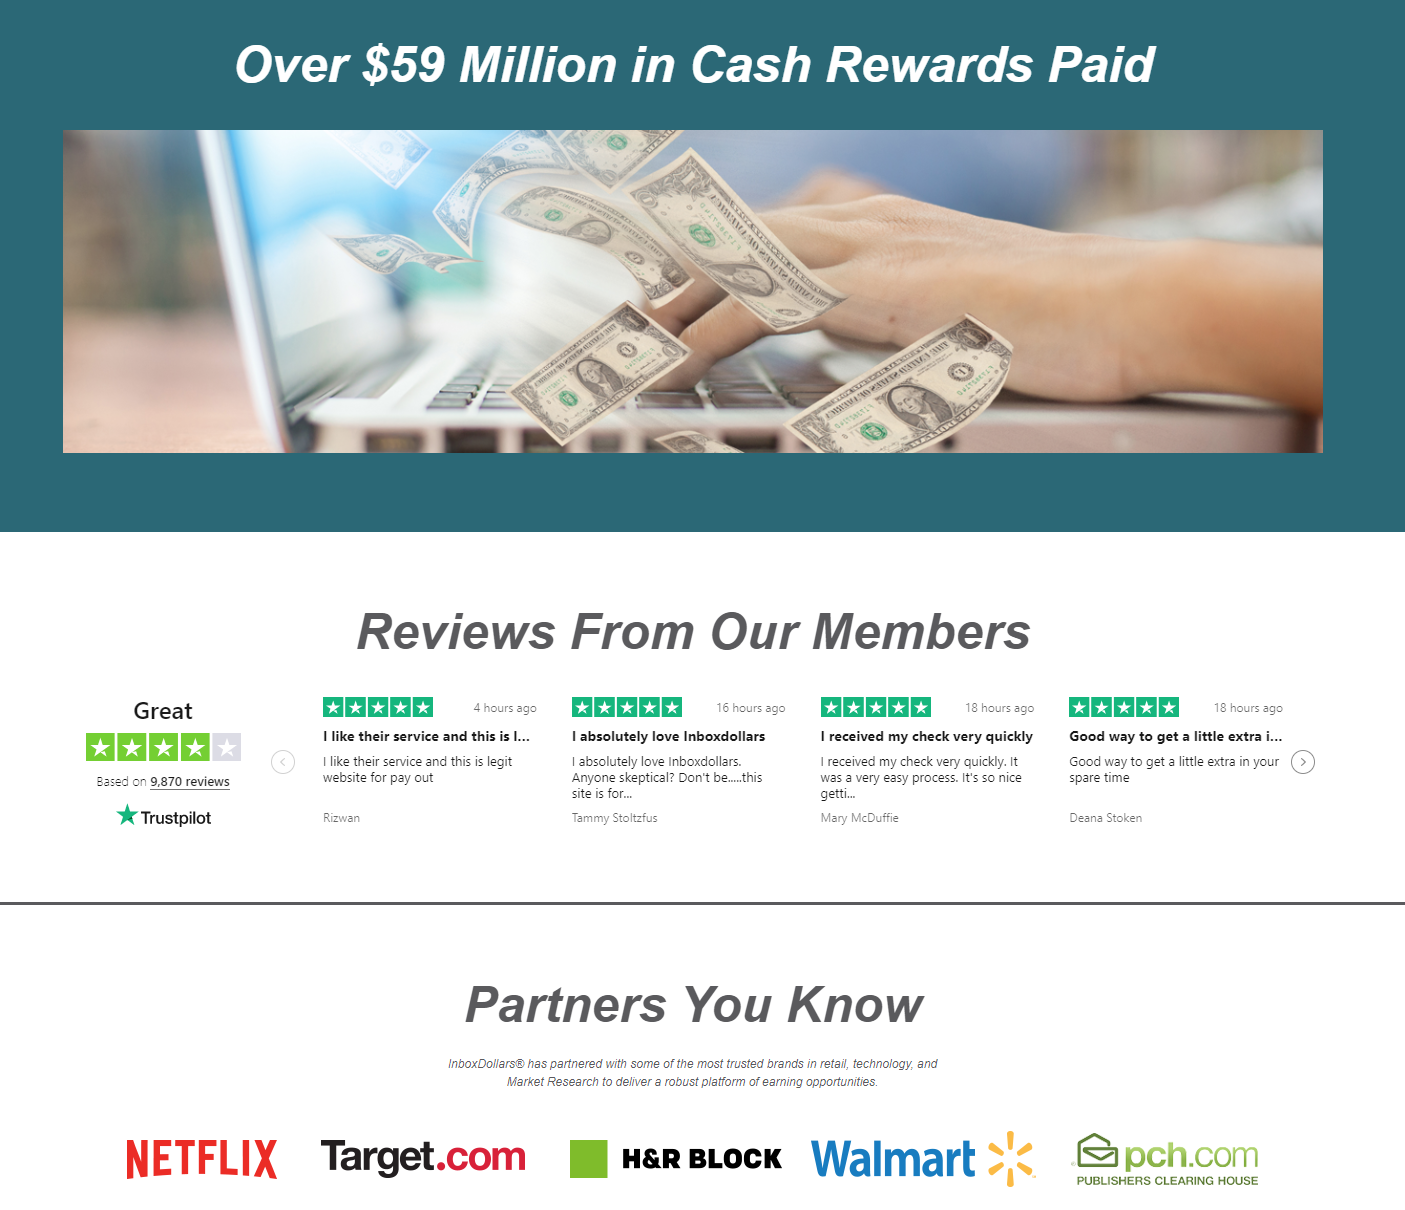 Over $59 Million in Cash Rewards Paid
Reviews From Our Members
Great
Based on 9,870 reviews
Trustpilot
4 hours ago
I like their service and this is l...
I like their service and this is legit
website for pay out
Rizwan
16 hours ago
I absolutely love Inboxdollars
I absolutely love Inboxdollars.
Anyone skeptical? Don't be.....this
site is for...
Tammy Stoltzfus
18 hours ago
I received my check very quickly
I received my check very quickly. It
was a very easy process. It's so nice
getti...
Mary McDuffie
18 hours ago
Good way to get a little extra i...
Good way to get a little extra in your
spare time
Deana Stoken
Partners You Know
InboxDollars® has partnered with some of the most trusted brands in retail, technology, and
Market Research to deliver a robust platform of earning opportunities.
NETFLIX
Target.com
H&R BLOCK
Walmart
pch.com
PUBLISHERS CLEARING HOUSE